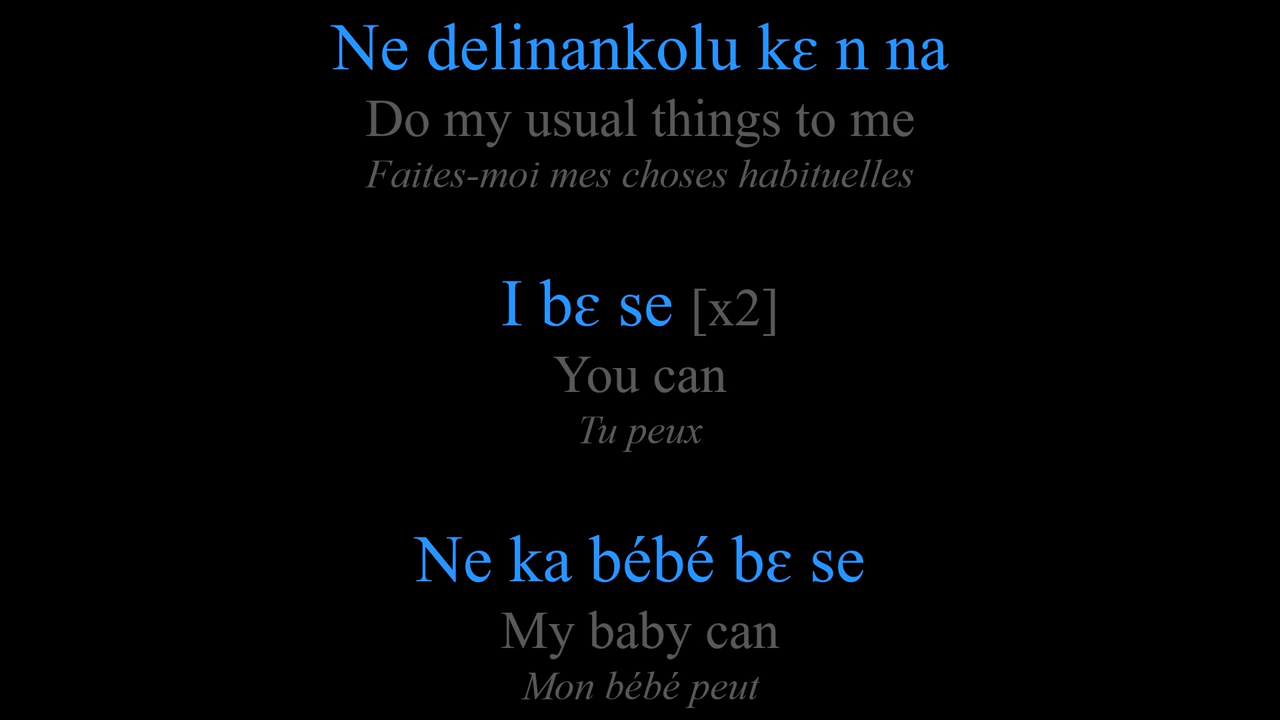 Ne delinankolu kɛ n na
Do my usual things to me
Faites-moi mes choses habituelles
I bɛ se [x2]
You can
Tu peux
Ne ka bébé bɛ se
My baby can
Mon bébé peut